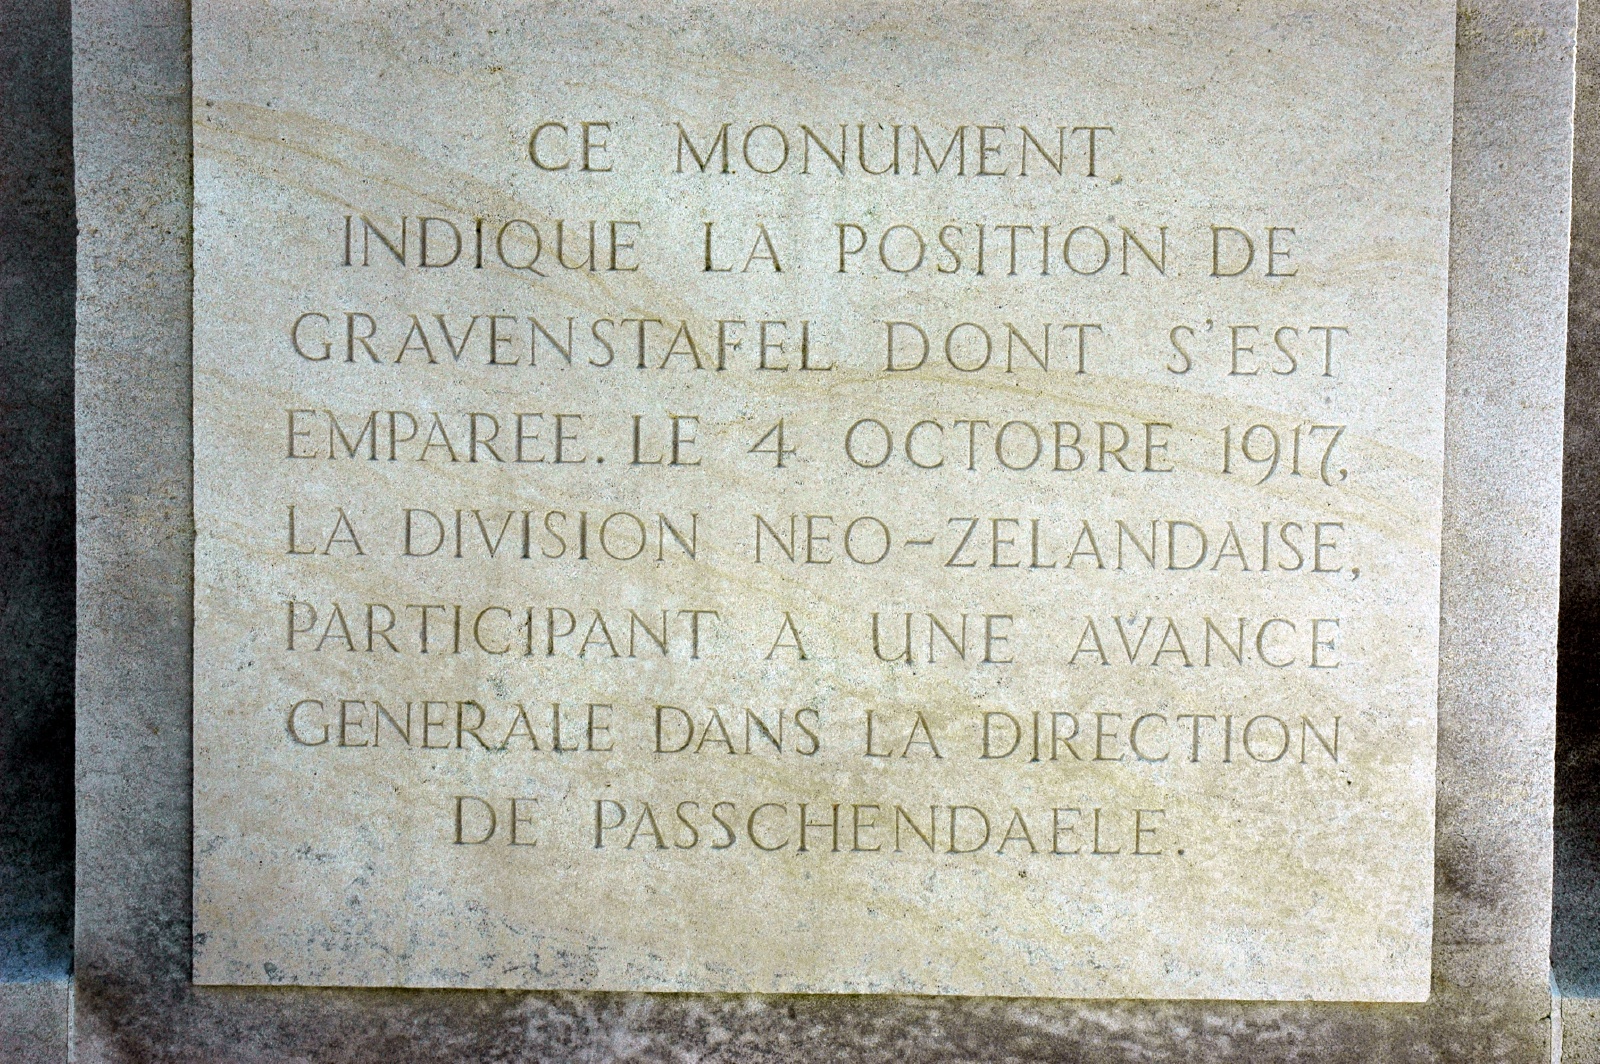 CE MONUMENT
INDIQUE LA POSITION DE
GRAVENSTAFEL DONT S'EST
EMPAREE. LE 4 OCTOBRE 1917,
LA DIVISION NEO-ZELANDAISE,
PARTICIPANT A UNE AVANCE
GENERALE DANS LA DIRECTION
DE PASSCHENDAELE.